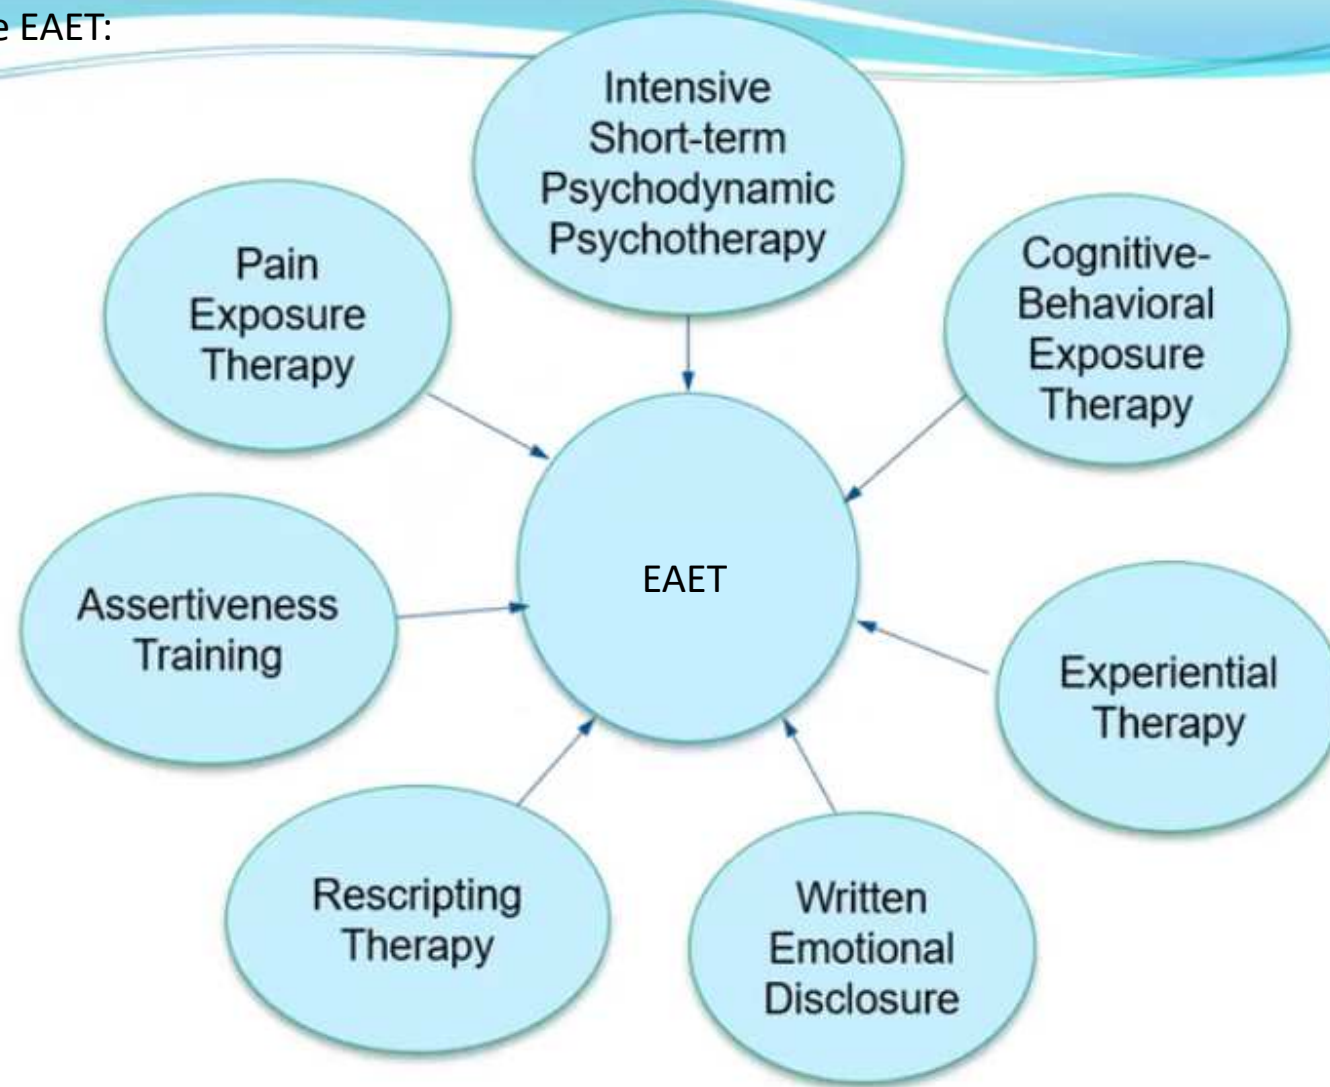 e EAET:
Intensive
Short-term
Psychodynamic
Psychotherapy
Cognitive-
Behavioral
Exposure
Therapy
Pain
Exposure
Therapy
EAET
Assertiveness
Training
Experiential
Therapy
Rescripting
Therapy
Written
Emotional
Disclosure